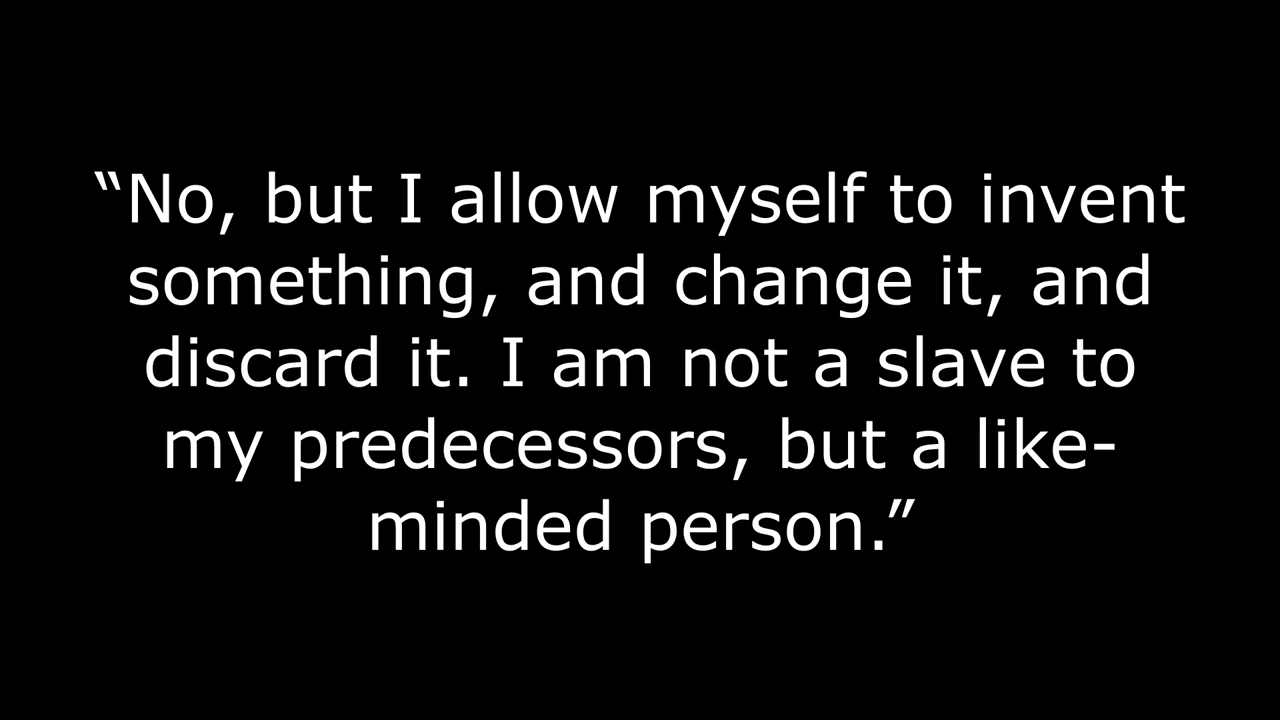 “No, but I allow myself to invent
something, and change it, and
discard it. I am not a slave to
my predecessors, but a like-
minded person.”